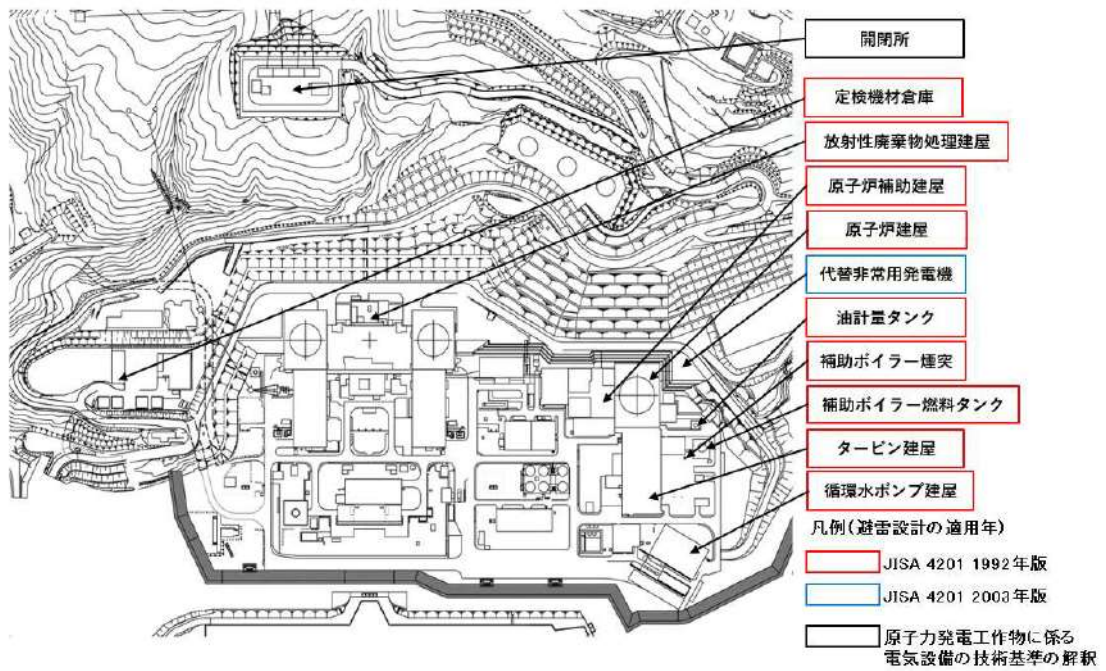 開閉所
定検機材倉庫
放射性廃棄物処理建屋
原子炉補助建屋
原子炉建屋
代替非常用発電機
油計量タンク
補助ボイラー煙突
補助ボイラー燃料タンク
タービン建屋
循環水ポンプ建屋
凡例(避雷設計の適用年)
JISA 4201 1992年版
JISA 4201 2003年版
原子力発電工作物に係る
電気設備の技術基準の解釈